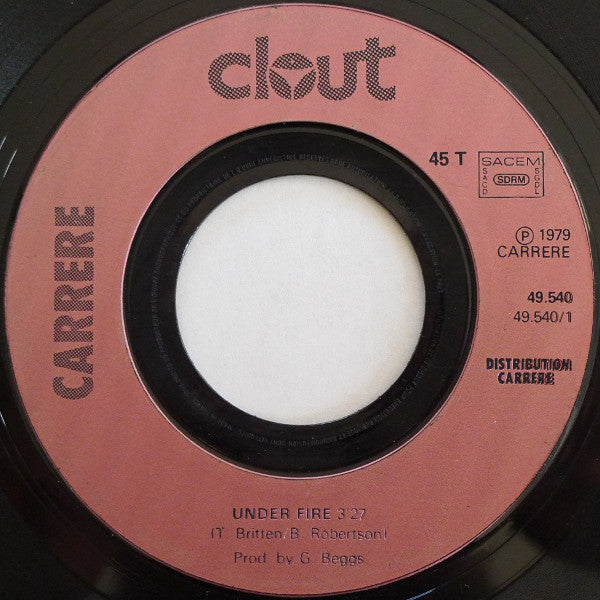 clout
CARRERE
45 T
SACEM
SACD
SDRM
SGDL
Ⓟ 1979
CARRERE
49.540
49.540/1
DISTRIBUTION
CARRERE
UNDER FIRE 3'27
(T. Britten/B. Robertson)
Prod. by G. Beggs